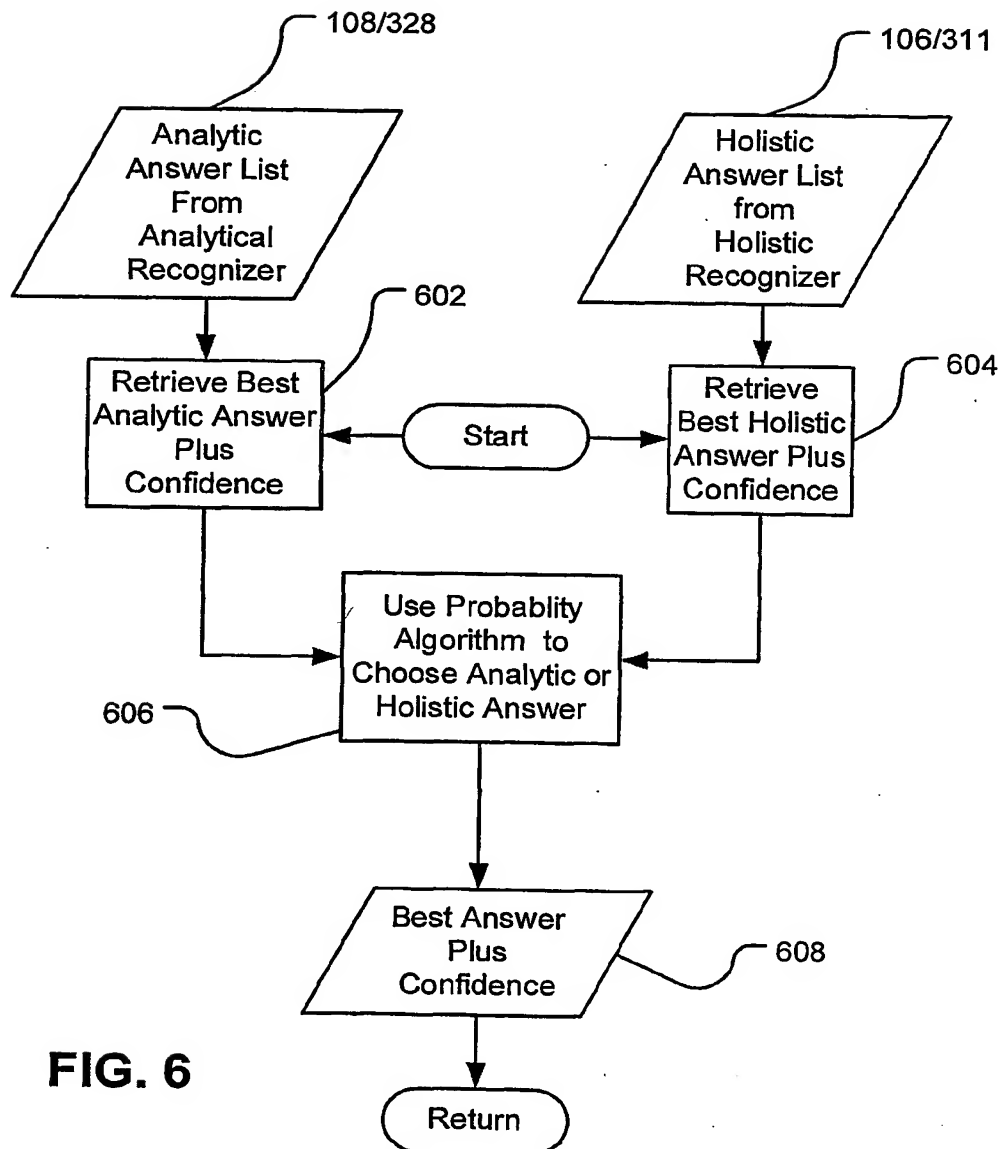 108/328
106/311
Analytic
Answer List
From
Analytical
Recognizer
Holistic
Answer List
from
Holistic
Recognizer
602
604
Retrieve Best
Analytic Answer
Plus
Confidence
Start
Retrieve
Best Holistic
Answer Plus
Confidence
Use Probablity
Algorithm to
Choose Analytic or
Holistic Answer
606
Best Answer
Plus
Confidence
608
FIG. 6
Return